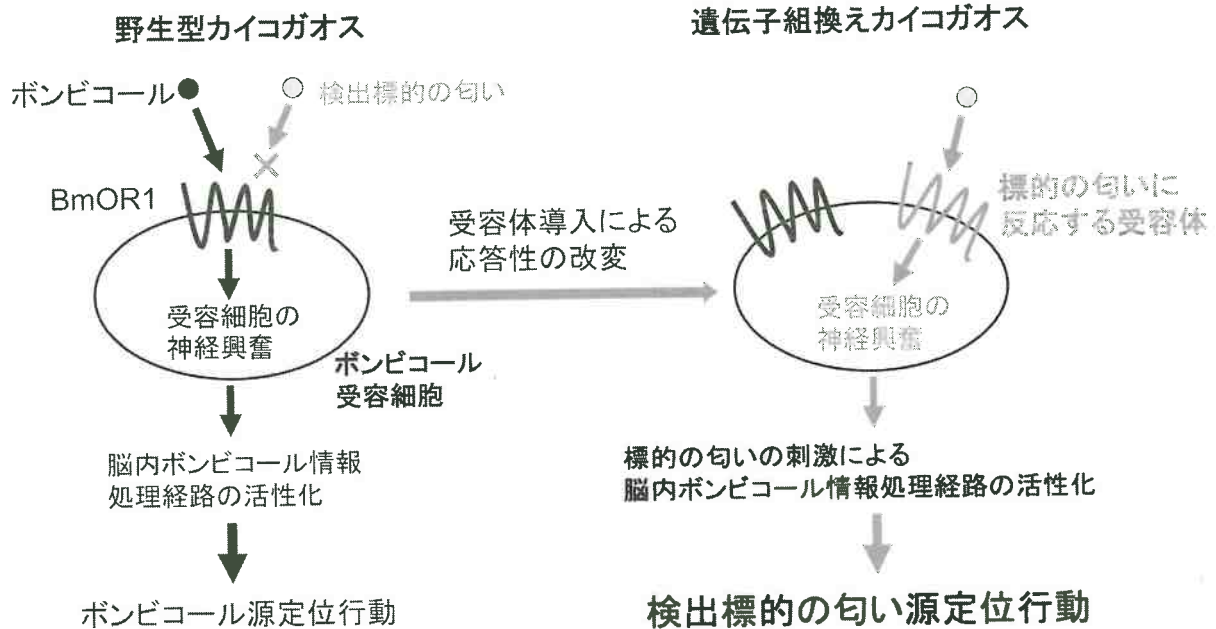 野生型カイコガオス
ボンビコール
検出標的の匂い
BmOR1
受容細胞の
神経興奮
ボンビコール
受容細胞
脳内ボンビコール情報
処理経路の活性化
ボンビコール源定位行動
受容体導入による
応答性の改変
遺伝子組換えカイコガオス
標的の匂いに
反応する受容体
受容細胞の
神経興奮
標的の匂いの刺激による
脳内ボンビコール情報処理経路の活性化
検出標的の匂い源定位行動